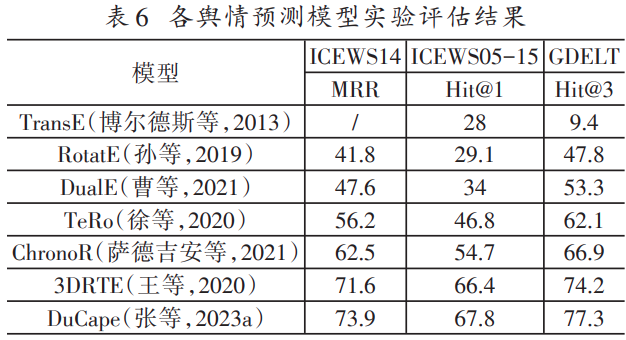 表6 各舆情预测模型实验评估结果
模型 ICEWS14 ICEWS05-15 GDELT
MRR Hit@1 Hit@3
TransE(博尔德斯等,2013) / 28 9.4
RotatE(孙等,2019) 41.8 29.1 47.8
DualE(曹等,2021) 47.6 34 53.3
TeRo(徐等,2020) 56.2 46.8 62.1
ChronoR(萨德吉安等,2021) 62.5 54.7 66.9
3DRTE(王等,2020) 71.6 66.4 74.2
DuCape(张等,2023a) 73.9 67.8 77.3